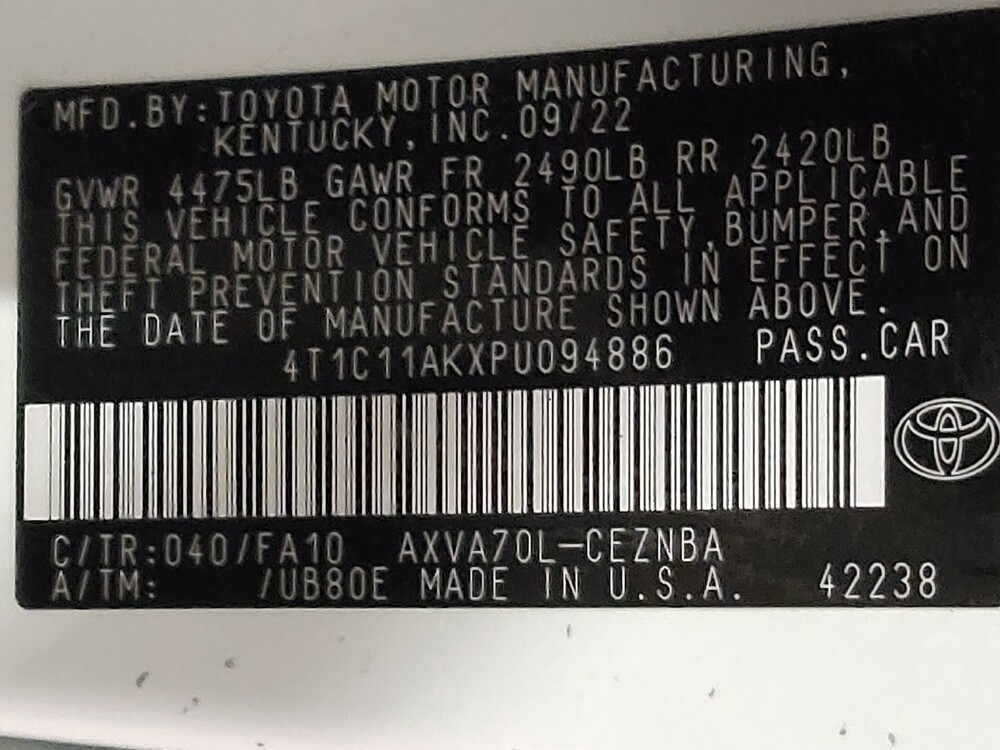 MFD.BY:TOYOTA MOTOR MANUFACTURING,
KENTUCKY,INC.09/22
GVWR 4475LB GAWR FR 2490LB RR 2420LB
THIS VEHICLE CONFORMS TO ALL APPLICABLE
FEDERAL MOTOR VEHICLE SAFETY,BUMPER,AND
THEFT PREVENTION STANDARDS IN EFFECT ON
THE DATE OF MANUFACTURE SHOWN ABOVE.
4T1C11AKXPU094886 PASS.CAR
C/TR:040/FA10 AXVA70L-CEZNBA
A/TM: /UB80E MADE IN U.S.A. 42238